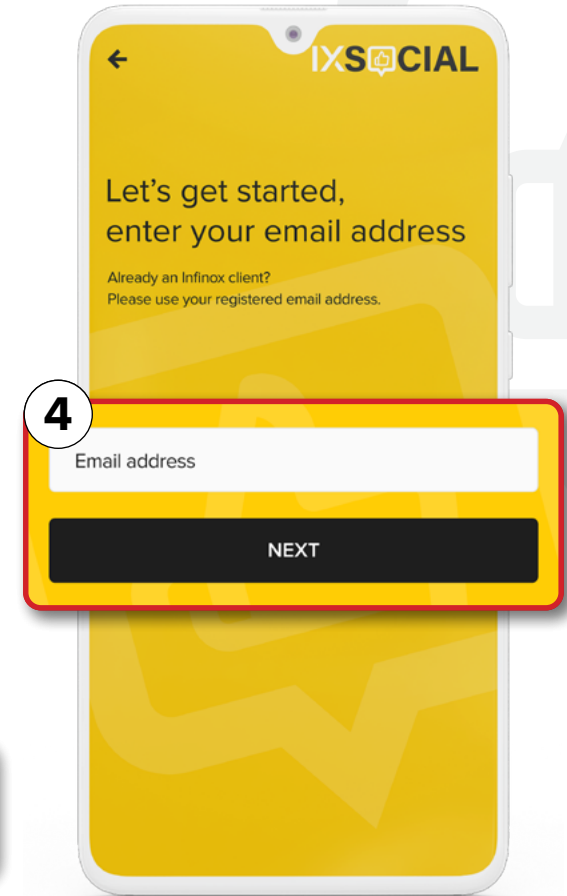 IXSOCIAL
Let's get started,
enter your email address
Already an Infinox client?
Please use your registered email address.
4
Email address
NEXT